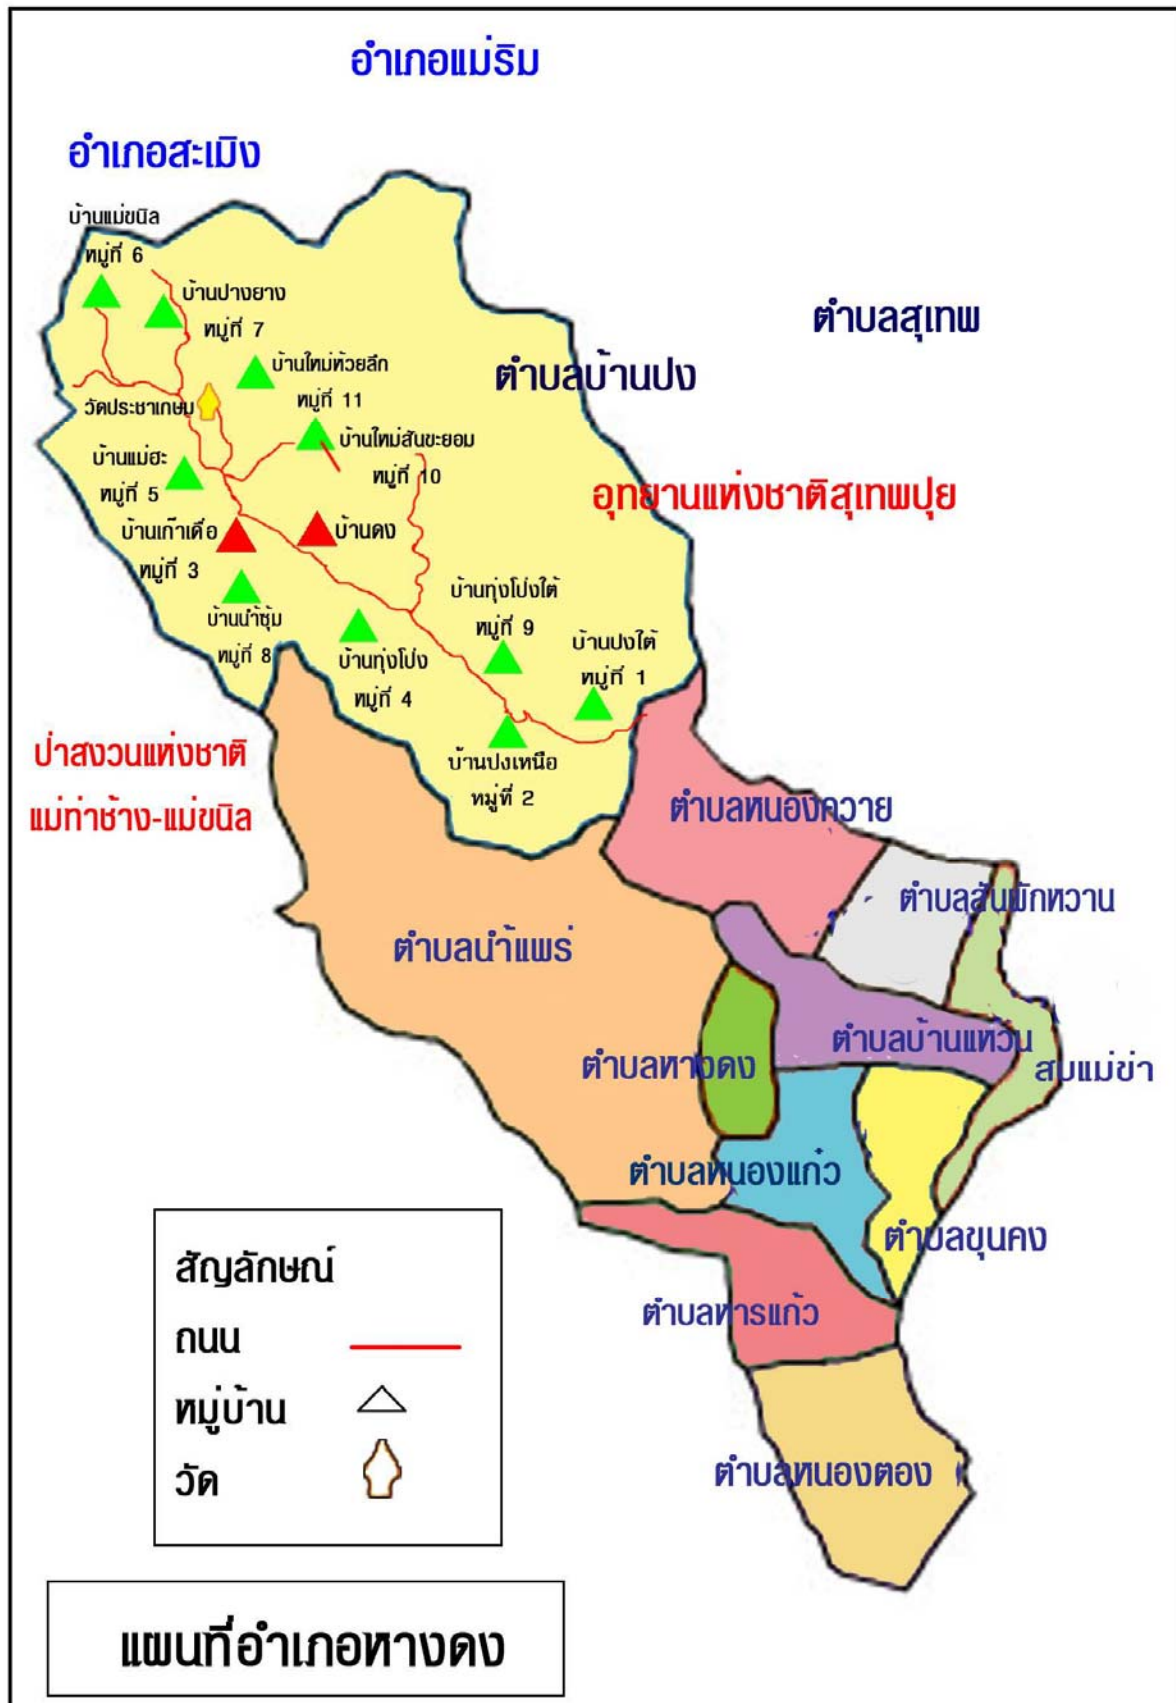 อำเภอแม่ริม
อำเภอสะเมิง
บ้านแม่ขนิล
หมู่ที่ 6
บ้านปางยาง
หมู่ที่ 7
ตำบลสุเทพ
บ้านใหม่ห้วยลึก
หมู่ที่ 11
ตำบลบ้านปง
วัดประชาเกษม
บ้านใหม่สันขะยอม
หมู่ที่ 10
บ้านแม่ฮะ
หมู่ที่ 5
อุทยานแห่งชาติสุเทพปุย
บ้านเก๊าเดื่อ
หมู่ที่ 3
บ้านดง
บ้านน้ำซุ้ม
หมู่ที่ 8
บ้านทุ่งโป่งใต้
หมู่ที่ 9
บ้านทุ่งโป่ง
หมู่ที่ 4
บ้านปงใต้
หมู่ที่ 1
บ้านปงเหนือ
หมู่ที่ 2
ป่าสงวนแห่งชาติ
แม่ท่าช้าง-แม่ขนิล
ตำบลหนองควาย
ตำบลสันผักหวาน
ตำบลน้ำแพร่
ตำบลบ้านแหวน
ตำบลหางดง
สบแม่ข่า
ตำบลหนองแก๋ว
ตำบลขุนคง
ตำบลหารแก้ว
ตำบลหนองตอง
สัญลักษณ์
ถนน
หมู่บ้าน
วัด
แผนที่อำเภอหางดง